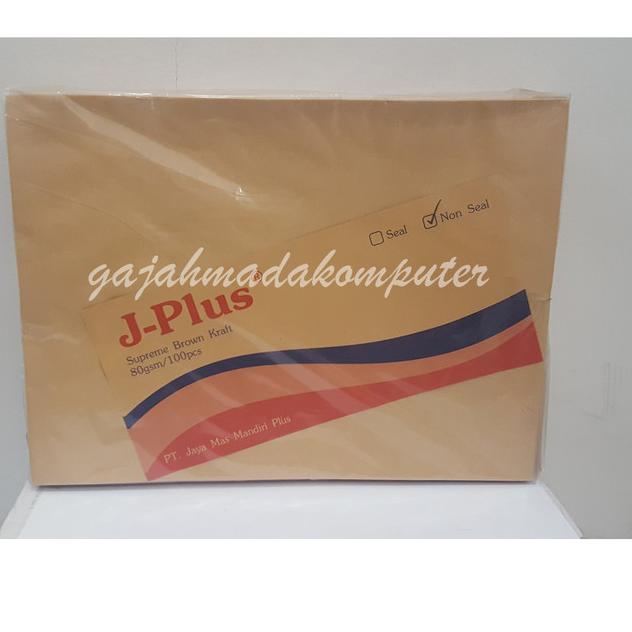 Seal
Non Seal
gajahmadakomputer
J-Plus®
Supreme Brown Kraft
80gsm/100pcs
PT. Jaya Mas Mandiri Plus